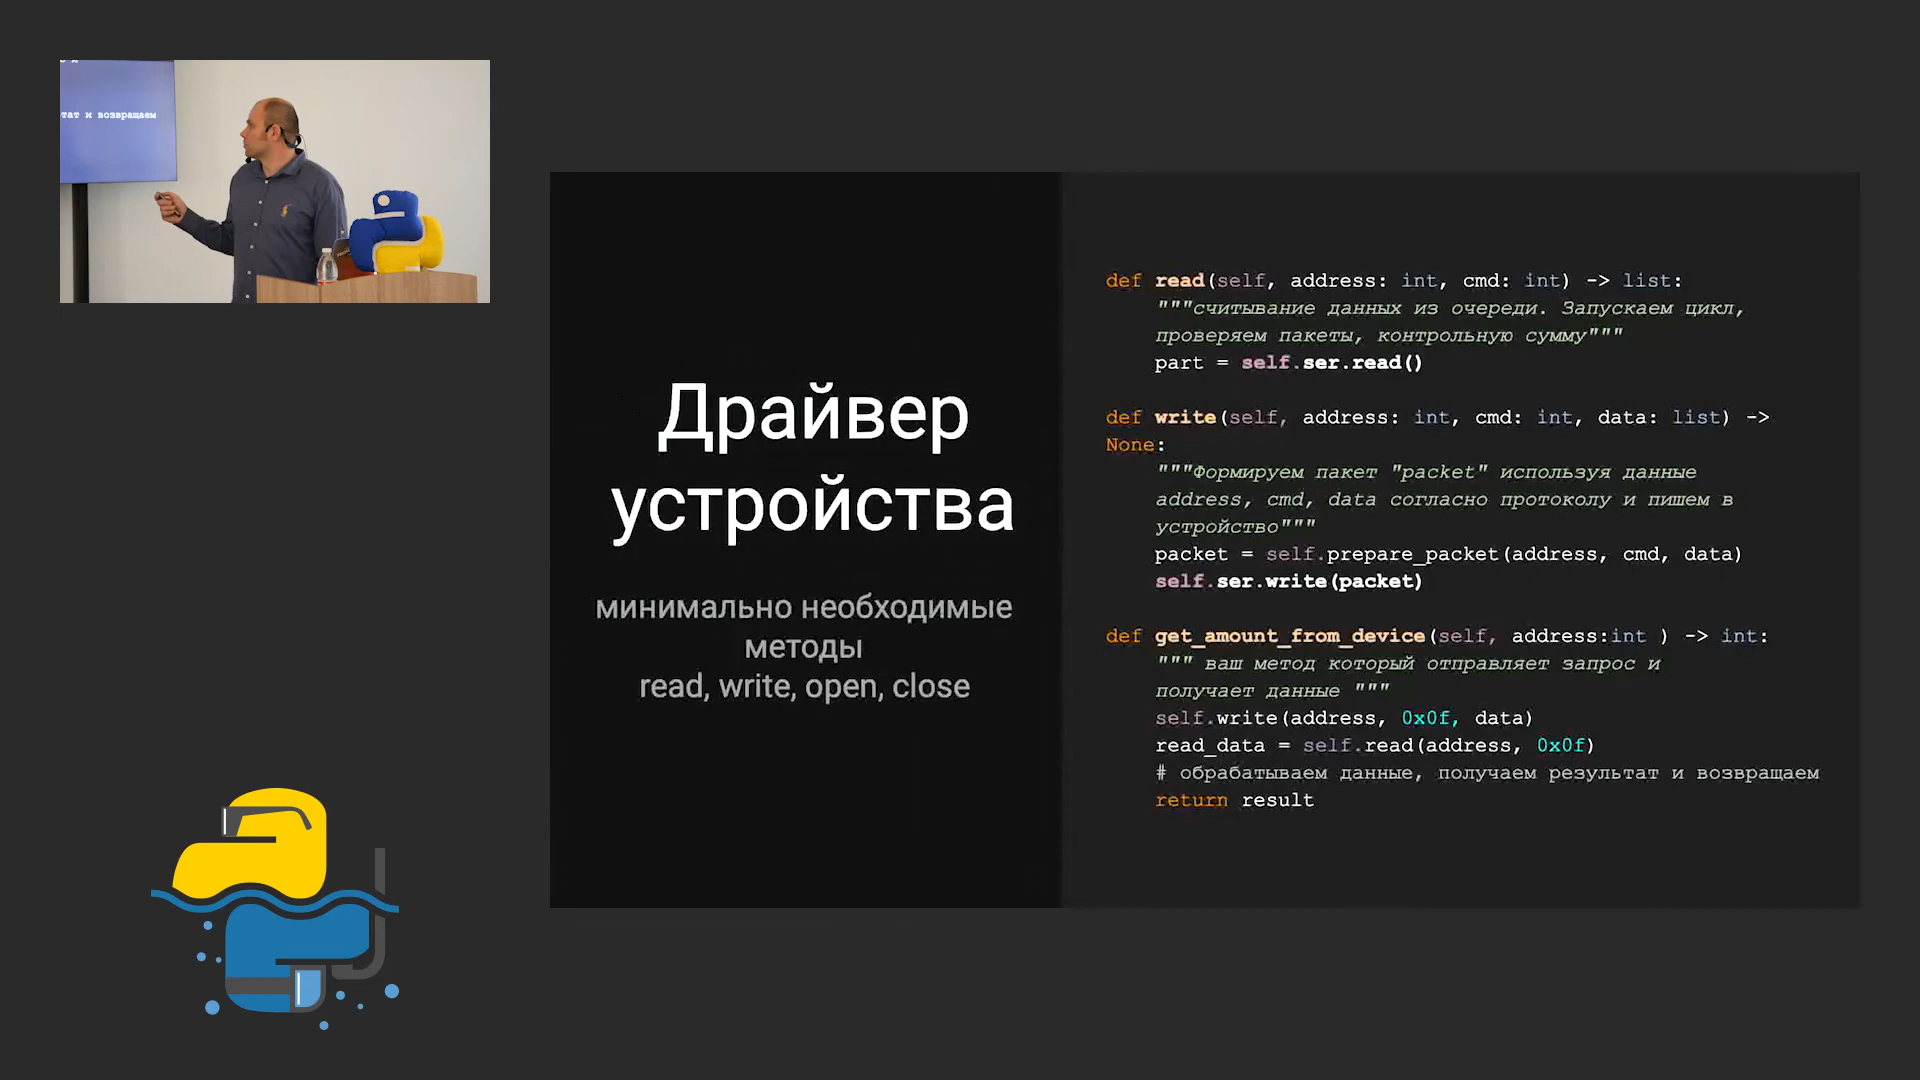 тат и возвращаем
Драйвер
устройства
минимально необходимые
методы
read, write, open, close
def read(self, address: int, cmd: int) -> list:
"""считывание данных из очереди. Запускаем цикл,
проверяем пакеты, контрольную сумму"""
part = self.ser.read()
def write(self, address: int, cmd: int, data: list) ->
None:
"""Формируем пакет "packet" используя данные
address, cmd, data согласно протоколу и пишем в
устройство"""
packet = self.prepare_packet(address, cmd, data)
self.ser.write(packet)
def get_amount_from_device(self, address:int ) -> int:
""" ваш метод который отправляет запрос и
получает данные """
self.write(address, 0x0f, data)
read_data = self.read(address, 0x0f)
# обрабатываем данные, получаем результат и возвращаем
return result